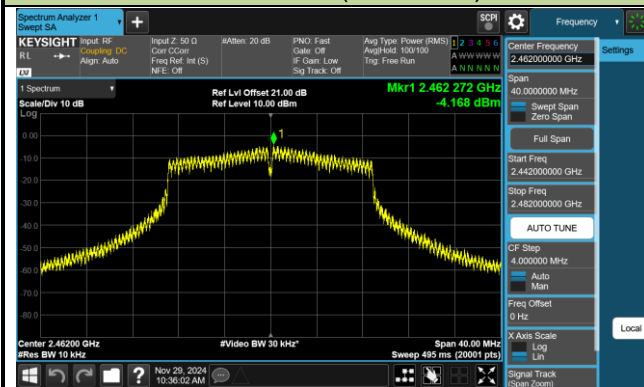 Spectrum Analyzer 1
Swept SA
SCPI
Frequency
KEYSIGHT
Input: RF
Input Z: 50 Ω
#Atten: 20 dB
PNO: Fast
Avg Type: Power (RMS)
1 2 3 4 5 6
RL
Coupling: DC
Corr CCorr
Gate: Off
Avg|Hold: 100/100
A W W W W W
Align: Auto
Freq Ref: Int (S)
IF Gain: Low
Trig: Free Run
A N N N N N
LXI
NFE: Off
Sig Track: Off
1 Spectrum
Ref Lvl Offset 21.00 dB
Mkr1 2.462 272 GHz
Scale/Div 10 dB
Ref Level 10.00 dBm
-4.168 dBm
Log
1
0.00
-10.0
-20.0
-30.0
-40.0
-50.0
-60.0
-70.0
-80.0
Center 2.46200 GHz
#Video BW 30 kHz*
Span 40.00 MHz
#Res BW 10 kHz
Sweep 495 ms (20001 pts)
Nov 29, 2024
10:36:02 AM
Center Frequency
2.462000000 GHz
Settings
Span
40.0000000 MHz
Swept Span
Zero Span
Full Span
Start Freq
2.442000000 GHz
Stop Freq
2.482000000 GHz
AUTO TUNE
CF Step
4.000000 MHz
Auto
Man
Freq Offset
0 Hz
X Axis Scale
Log
Lin
Local
Signal Track
(Span Zoom)